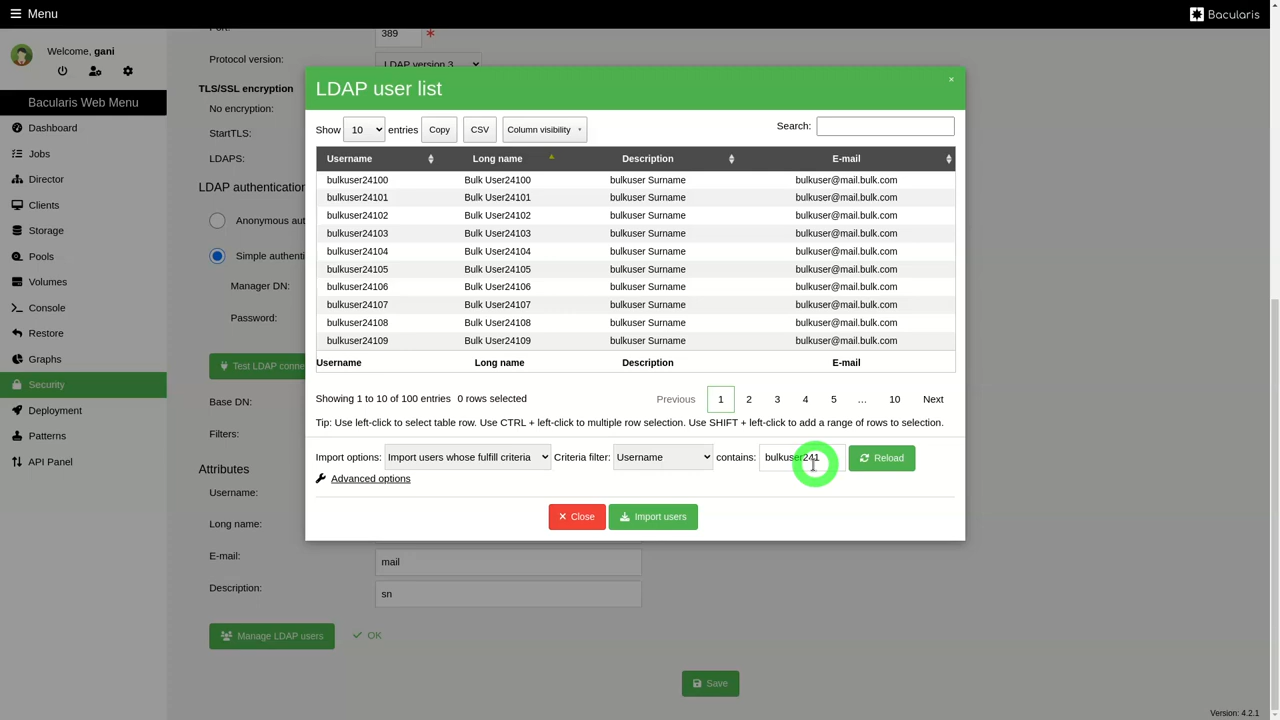 Menu
Bacularis
Welcome, gani
Bacularis Web Menu
Dashboard
Jobs
Director
Clients
Storage
Pools
Volumes
Console
Restore
Graphs
Security
Deployment
Patterns
API Panel
389 *
Protocol version: LDAP version 3
TLS/SSL encryption
No encryption:
StartTLS:
LDAPS:
LDAP authentication
Anonymous aut
Simple authenti
Manager DN:
Password:
Test LDAP conne
Base DN:
Filters:
Attributes
Username:
Long name:
E-mail: mail
Description: sn
Manage LDAP users OK
Save
Version: 4.2.1
LDAP user list ×
Show 10 entries Copy CSV Column visibility Search:
Username Long name Description E-mail
bulkuser24100 Bulk User24100 bulkuser Surname bulkuser@mail.bulk.com
bulkuser24101 Bulk User24101 bulkuser Surname bulkuser@mail.bulk.com
bulkuser24102 Bulk User24102 bulkuser Surname bulkuser@mail.bulk.com
bulkuser24103 Bulk User24103 bulkuser Surname bulkuser@mail.bulk.com
bulkuser24104 Bulk User24104 bulkuser Surname bulkuser@mail.bulk.com
bulkuser24105 Bulk User24105 bulkuser Surname bulkuser@mail.bulk.com
bulkuser24106 Bulk User24106 bulkuser Surname bulkuser@mail.bulk.com
bulkuser24107 Bulk User24107 bulkuser Surname bulkuser@mail.bulk.com
bulkuser24108 Bulk User24108 bulkuser Surname bulkuser@mail.bulk.com
bulkuser24109 Bulk User24109 bulkuser Surname bulkuser@mail.bulk.com
Username Long name Description E-mail
Showing 1 to 10 of 100 entries 0 rows selected Previous 1 2 3 4 5 … 10 Next
Tip: Use left-click to select table row. Use CTRL + left-click to multiple row selection. Use SHIFT + left-click to add a range of rows to selection.
Import options: Import users whose fulfill criteria Criteria filter: Username contains: bulkuser241 Reload
Advanced options
Close Import users